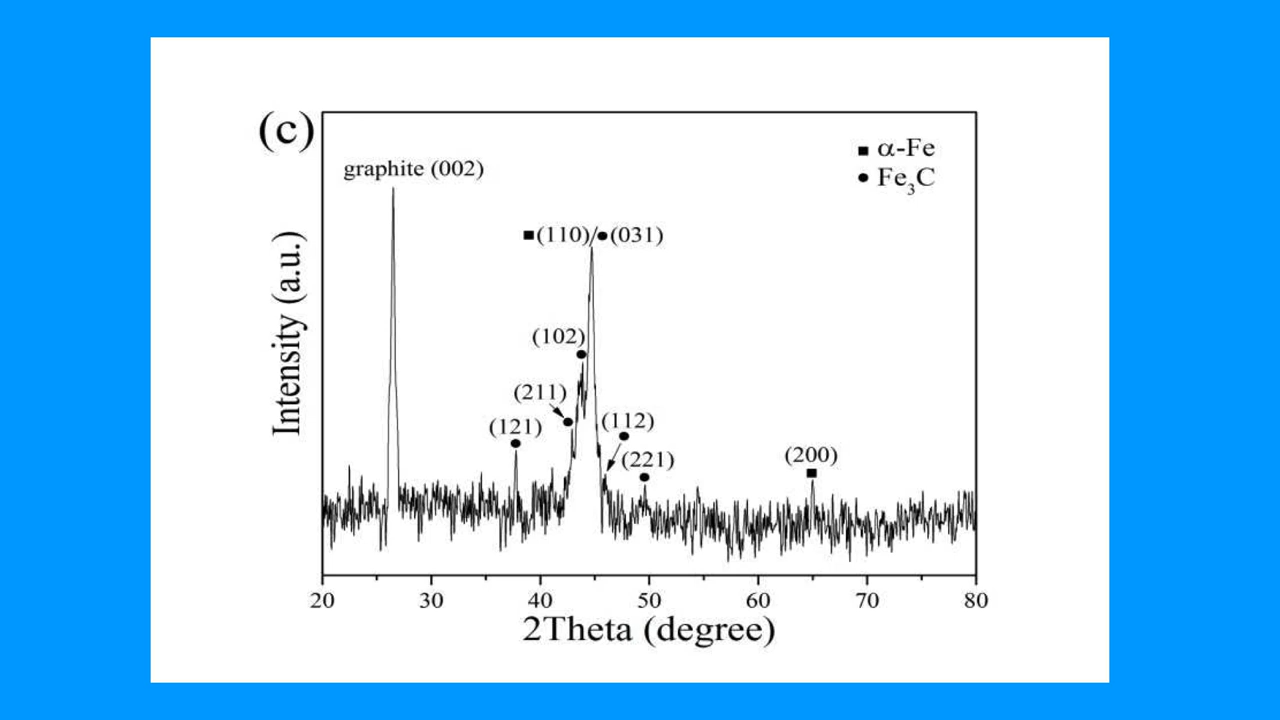 (c)
graphite (002)
■ α-Fe
● Fe₃C
■(110)/●(031)
(102)
(211)
(121)
(112)
(221)
(200)
Intensity (a.u.)
20 30 40 50 60 70 80
2Theta (degree)